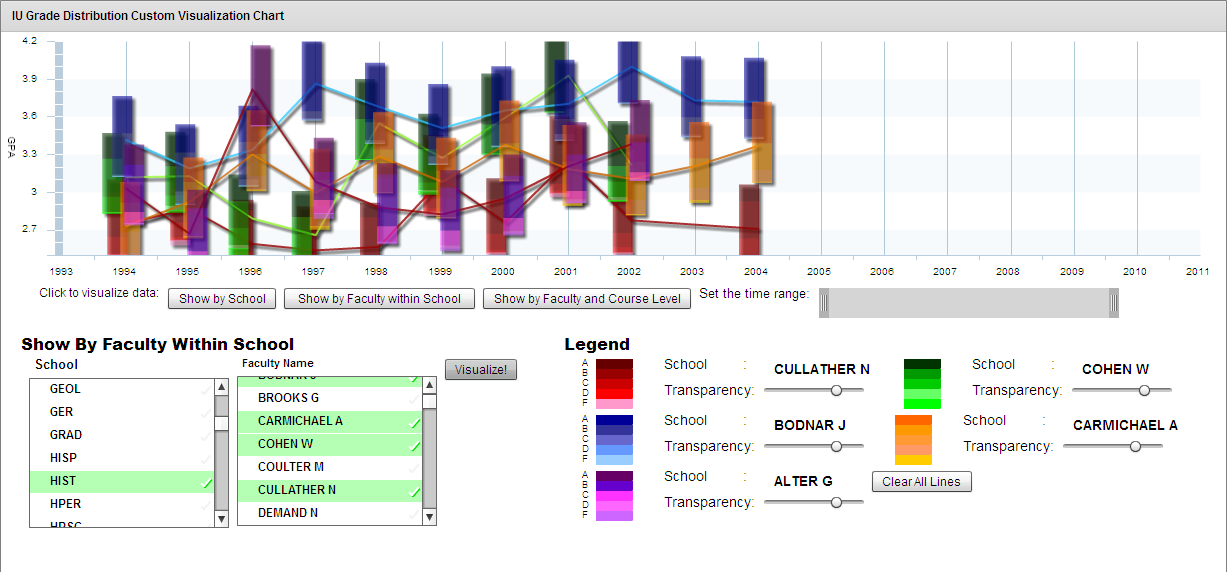 IU Grade Distribution Custom Visualization Chart
4.2
3.9
3.6
3.3
3
2.7
GPA
1993 1994 1995 1996 1997 1998 1999 2000 2001 2002 2003 2004 2005 2006 2007 2008 2009 2010 2011
Click to visualize data: Show by School Show by Faculty within School Show by Faculty and Course Level Set the time range:
Show By Faculty Within School
School
GEOL
GER
GRAD
HISP
HIST
HPER
HPSC
Faculty Name
BODNAR J
BROOKS G
CARMICHAEL A
COHEN W
COULTER M
CULLATHER N
DEMAND N
Visualize!
Legend
A
B
C
D
F
School : CULLATHER N
Transparency:
School : COHEN W
Transparency:
A
B
C
D
F
School : BODNAR J
Transparency:
School : CARMICHAEL A
Transparency:
A
B
C
D
F
School : ALTER G
Transparency:
Clear All Lines